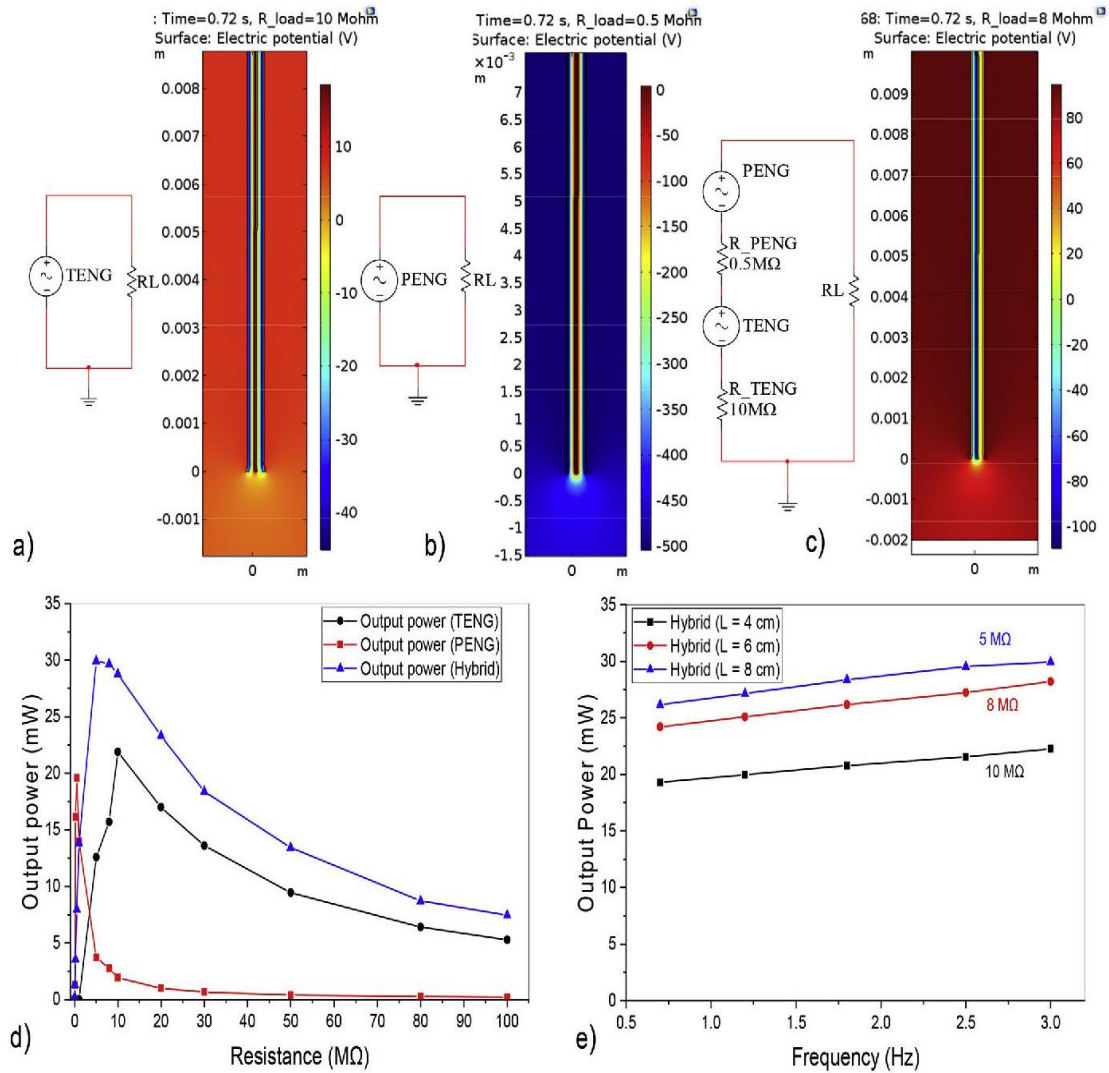 : Time=0.72 s, R_load=10 Mohm
Surface: Electric potential (V)
m
0.008
0.007
0.006
0.005
0.004
0.003
0.002
0.001
0
-0.001
0 m
10
0
-10
-20
-30
-40
TENG
RL
a)
Time=0.72 s, R_load=0.5 Mohm
Surface: Electric potential (V)
×10⁻³
m
7
6.5
6
5.5
5
4.5
4
3.5
3
2.5
2
1.5
1
0.5
0
-0.5
-1
-1.5
0 m
0
-50
-100
-150
-200
-250
-300
-350
-400
-450
-500
PENG
RL
b)
68: Time=0.72 s, R_load=8 Mohm
Surface: Electric potential (V)
m
0.009
0.008
0.007
0.006
0.005
0.004
0.003
0.002
0.001
0
-0.001
-0.002
0 m
80
60
40
20
0
-20
-40
-60
-80
-100
PENG
R_PENG
0.5MΩ
TENG
R_TENG
10MΩ
RL
c)
35
30
25
20
15
10
5
0
Output power (mW)
Output power (TENG)
Output power (PENG)
Output power (Hybrid)
0 10 20 30 40 50 60 70 80 90 100
Resistance (MΩ)
d)
35
30
25
20
15
10
5
0
Output Power (mW)
Hybrid (L = 4 cm)
Hybrid (L = 6 cm)
Hybrid (L = 8 cm)
5 MΩ
8 MΩ
10 MΩ
0.5 1.0 1.5 2.0 2.5 3.0
Frequency (Hz)
e)